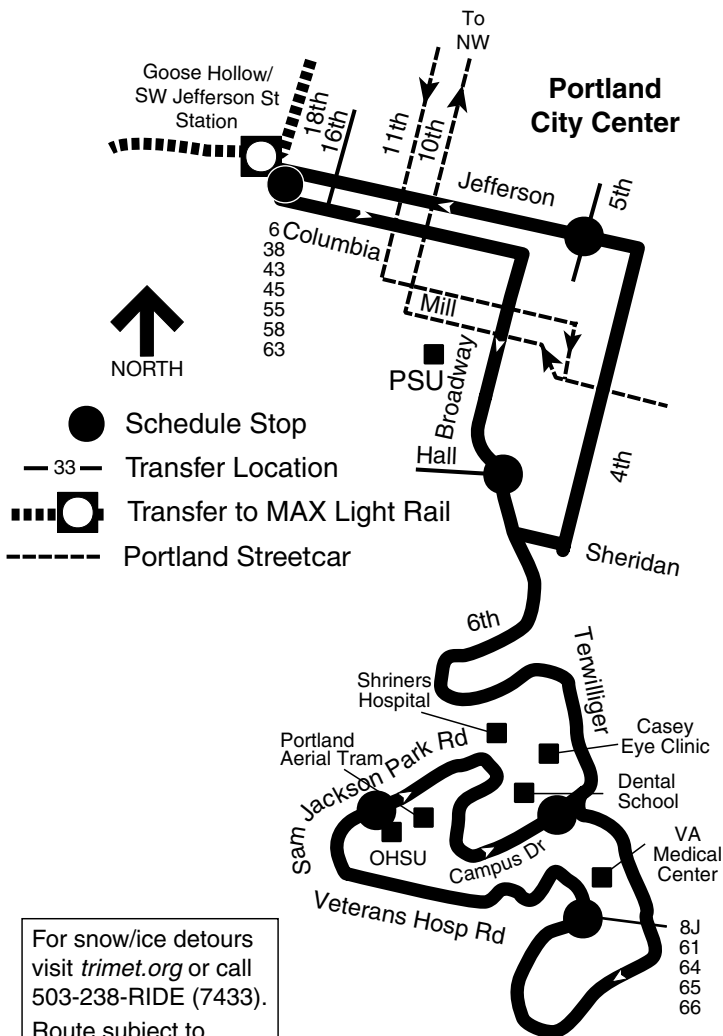 To
NW
Goose Hollow/
SW Jefferson St
Station
Portland
City Center
18th
16th
11th
10th
Jefferson
5th
6
38
43
45
55
58
63
Columbia
Mill
NORTH
PSU
Broadway
Schedule Stop
Hall
4th
33
Transfer Location
Transfer to MAX Light Rail
Sheridan
Portland Streetcar
6th
Terwilliger
Shriners
Hospital
Casey
Eye Clinic
Portland
Aerial Tram
Sam Jackson Park Rd
Dental
School
OHSU
Campus Dr
VA
Medical
Center
Veterans Hosp Rd
8J
61
64
65
66
For snow/ice detours
visit trimet.org or call
503-238-RIDE (7433).
Route subject to